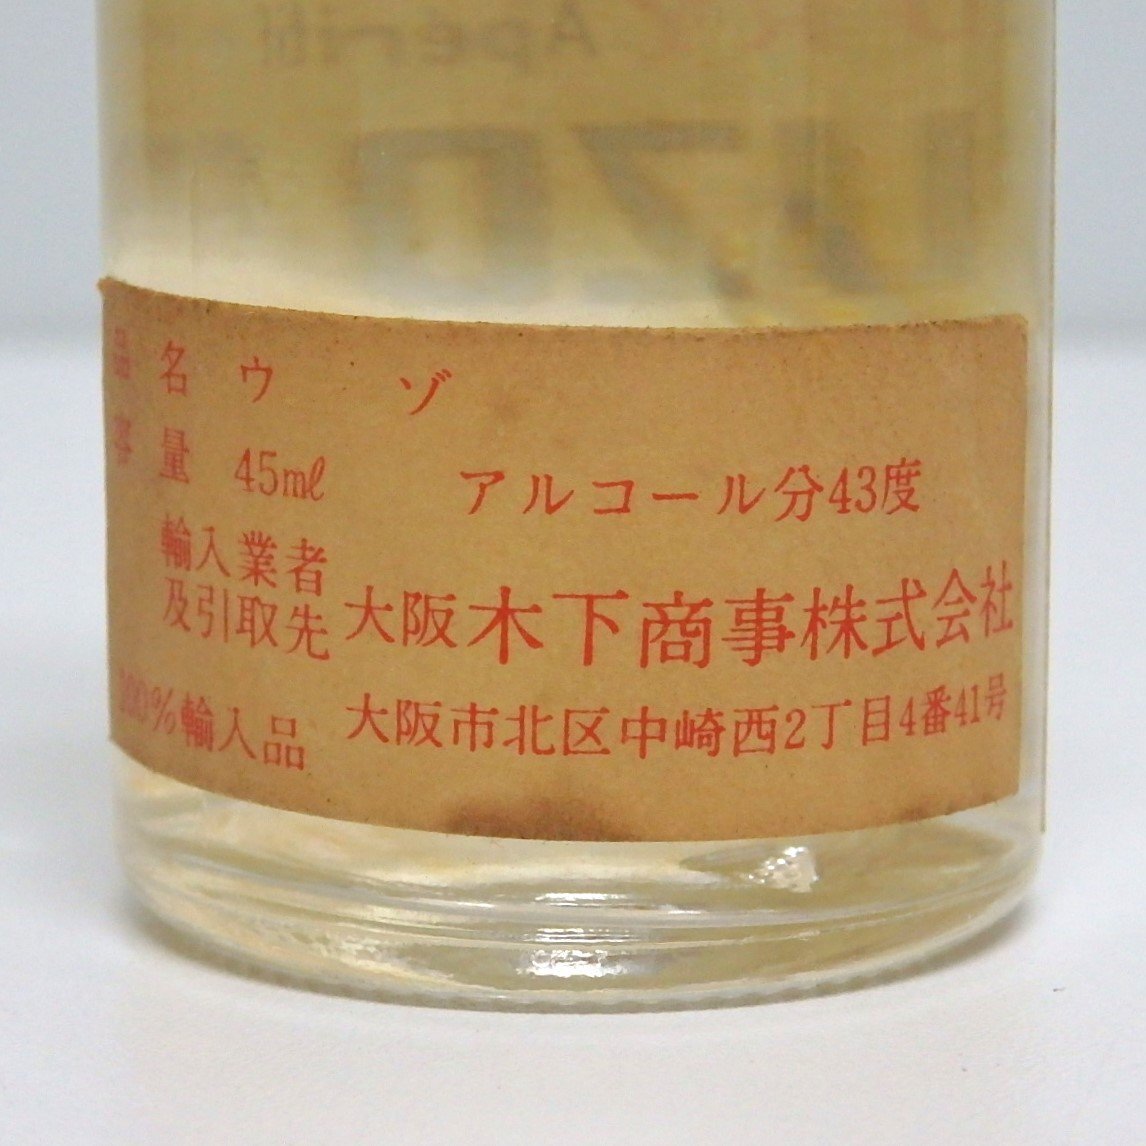 Aperitif
品名 ウゾ
容量 45ml アルコール分43度
輸入業者
及引取先 大阪木下商事株式会社
100%輸入品 大阪市北区中崎西2丁目4番41号